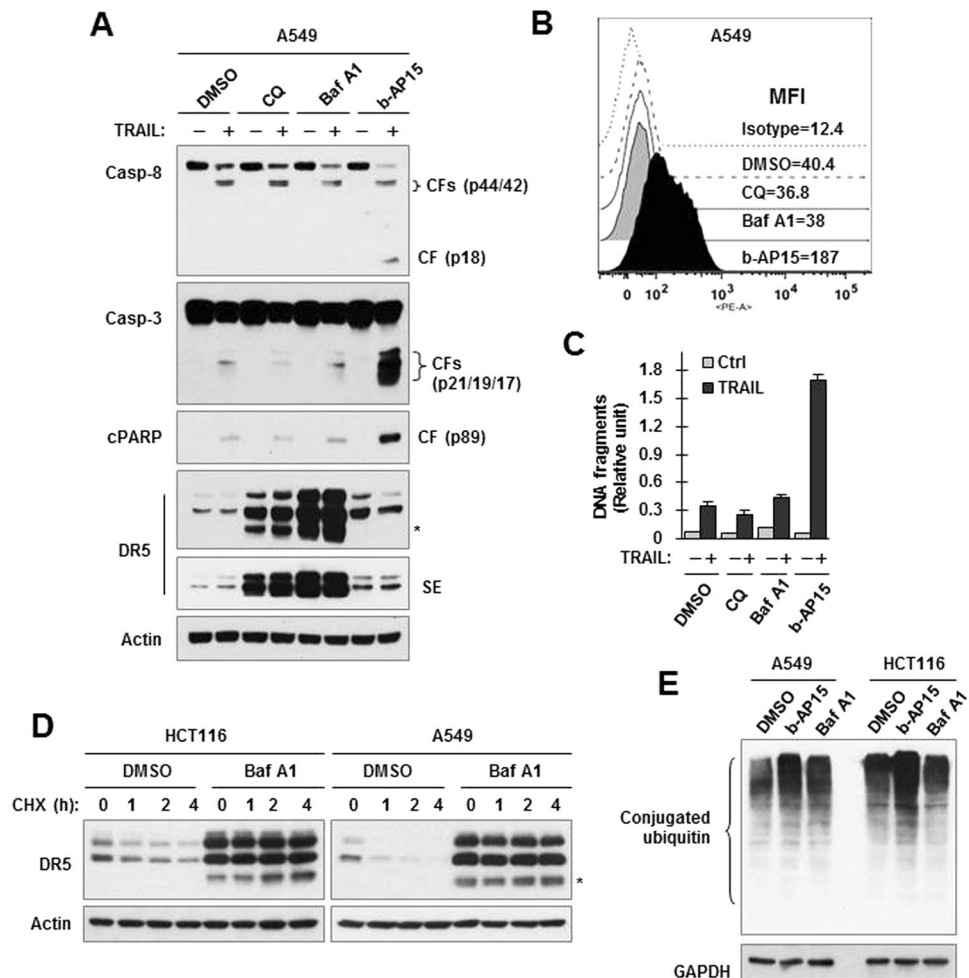 A
A549
DMSO CQ Baf A1 b-AP15
TRAIL: – + – + – + – +
Casp-8
CFs (p44/42)
CF (p18)
Casp-3
CFs
(p21/19/17)
cPARP
CF (p89)
DR5
*
SE
Actin
B
A549
MFI
Isotype=12.4
DMSO=40.4
CQ=36.8
Baf A1=38
b-AP15=187
0 10² 10³ 10⁴ 10⁵
<PE-A>
C
Ctrl
TRAIL
DNA fragments
(Relative unit)
1.8
1.5
1.2
0.9
0.6
0.3
0
TRAIL: – + – + – + – +
DMSO CQ Baf A1 b-AP15
D
HCT116 A549
DMSO Baf A1 DMSO Baf A1
CHX (h): 0 1 2 4 0 1 2 4 0 1 2 4 0 1 2 4
DR5
*
Actin
E
A549 HCT116
DMSO b-AP15 Baf A1 DMSO b-AP15 Baf A1
Conjugated
ubiquitin
GAPDH